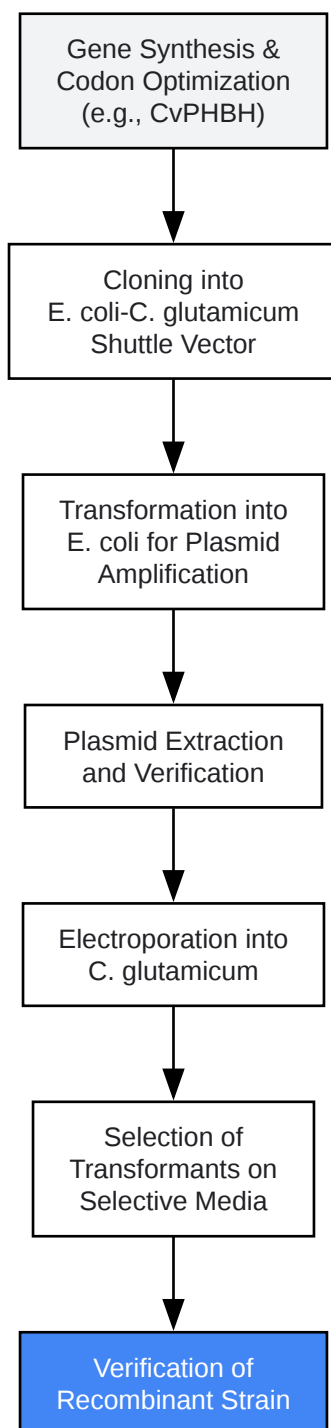 Gene Synthesis &
Codon Optimization
(e.g., CvPHBH)
Cloning into
E. coli-C. glutamicum
Shuttle Vector
Transformation into
E. coli for Plasmid
Amplification
Plasmid Extraction
and Verification
Electroporation into
C. glutamicum
Selection of
Transformants on
Selective Media
Verification of
Recombinant Strain